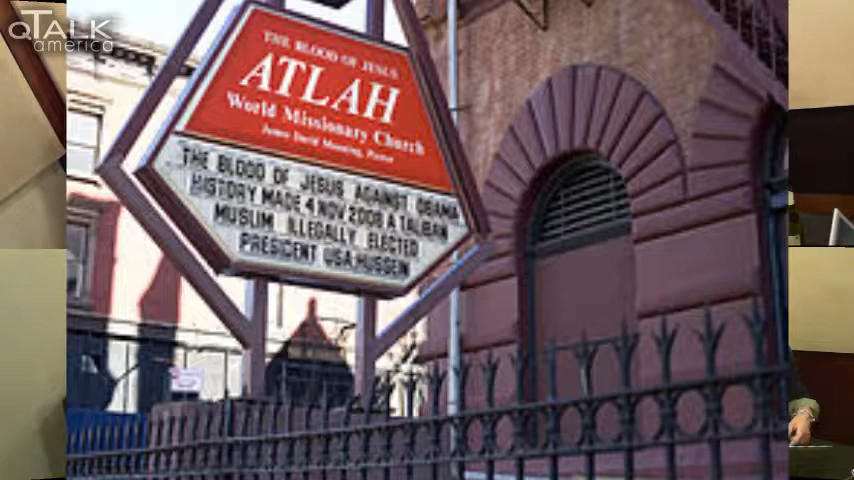 QTALK
america
THE BLOOD OF JESUS
ATLAH
World Missionary Church
James David Manning, Pastor
THE BLOOD OF JESUS AGAINST OBAMA
HISTORY MADE 4 NOV 2008 A TALIBAN
MUSLIM ILLEGALLY ELECTED
PRESIDENT USA:HUSSEIN